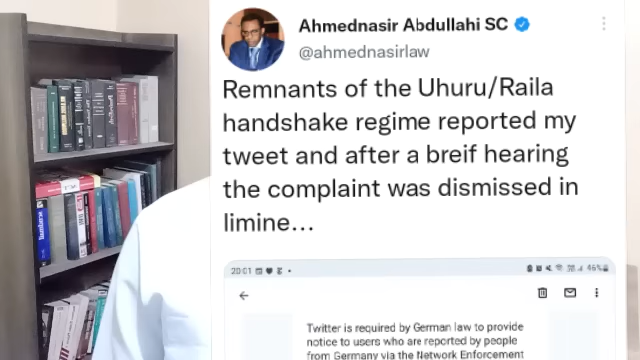 Ahmednasir Abdullahi SC
@ahmednasirlaw
Remnants of the Uhuru/Raila
handshake regime reported my
tweet and after a breif hearing
the complaint was dismissed in
limine...
20:01
46%
Twitter is required by German law to provide
notice to users who are reported by people
from Germany via the Network Enforcement